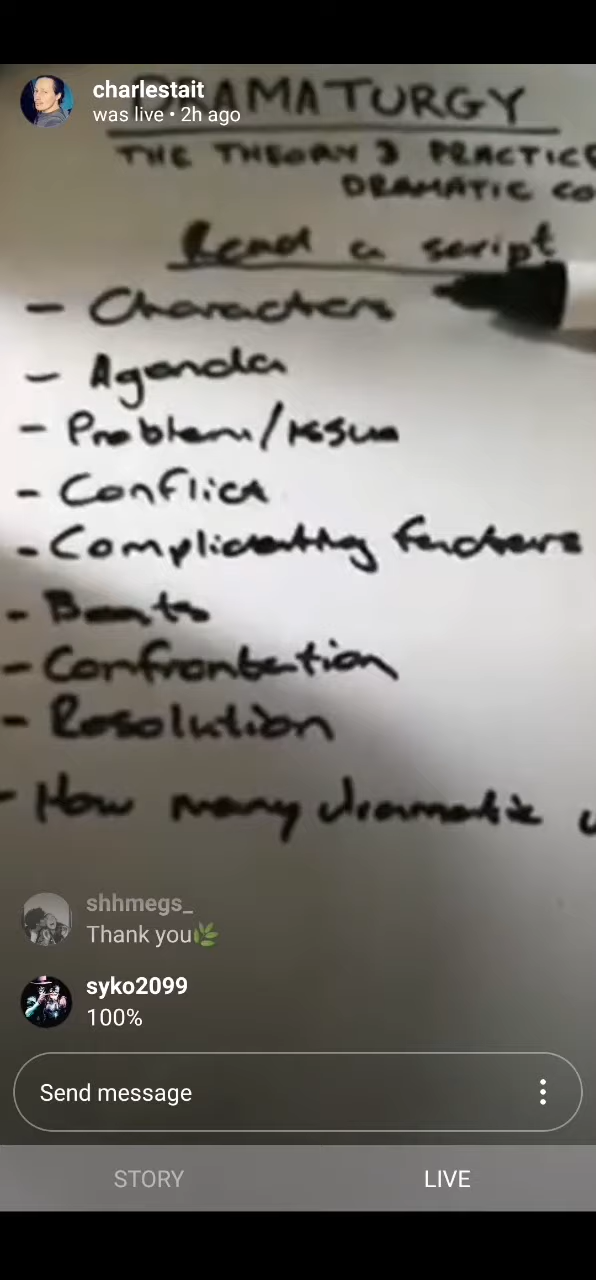 charlestait
was live • 2h ago
DRAMATURGY
THE THEORY & PRACTICE
DRAMATIC CO
Read a script
- Characters
- Agenda
- Problem/Issue
- Conflict
- Complicating factors
- Beats
- Confrontation
- Resolution
- How many dramatic
shhmegs_
Thank you🌿
syko2099
100%
Send message
STORY LIVE